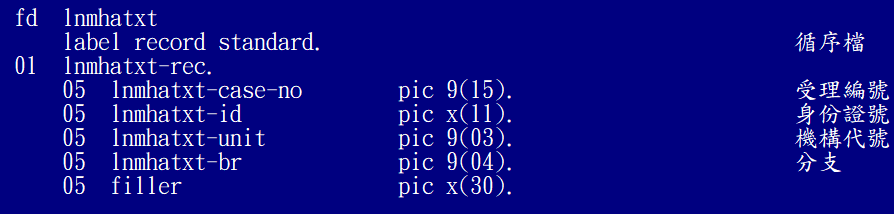 fd  lnmhatxt
    label record standard.                                        循序檔
01  lnmhatxt-rec.
    05  lnmhatxt-case-no        pic 9(15).                        受理編號
    05  lnmhatxt-id             pic x(11).                        身份證號
    05  lnmhatxt-unit           pic 9(03).                        機構代號
    05  lnmhatxt-br             pic 9(04).                        分支
    05  filler                  pic x(30).